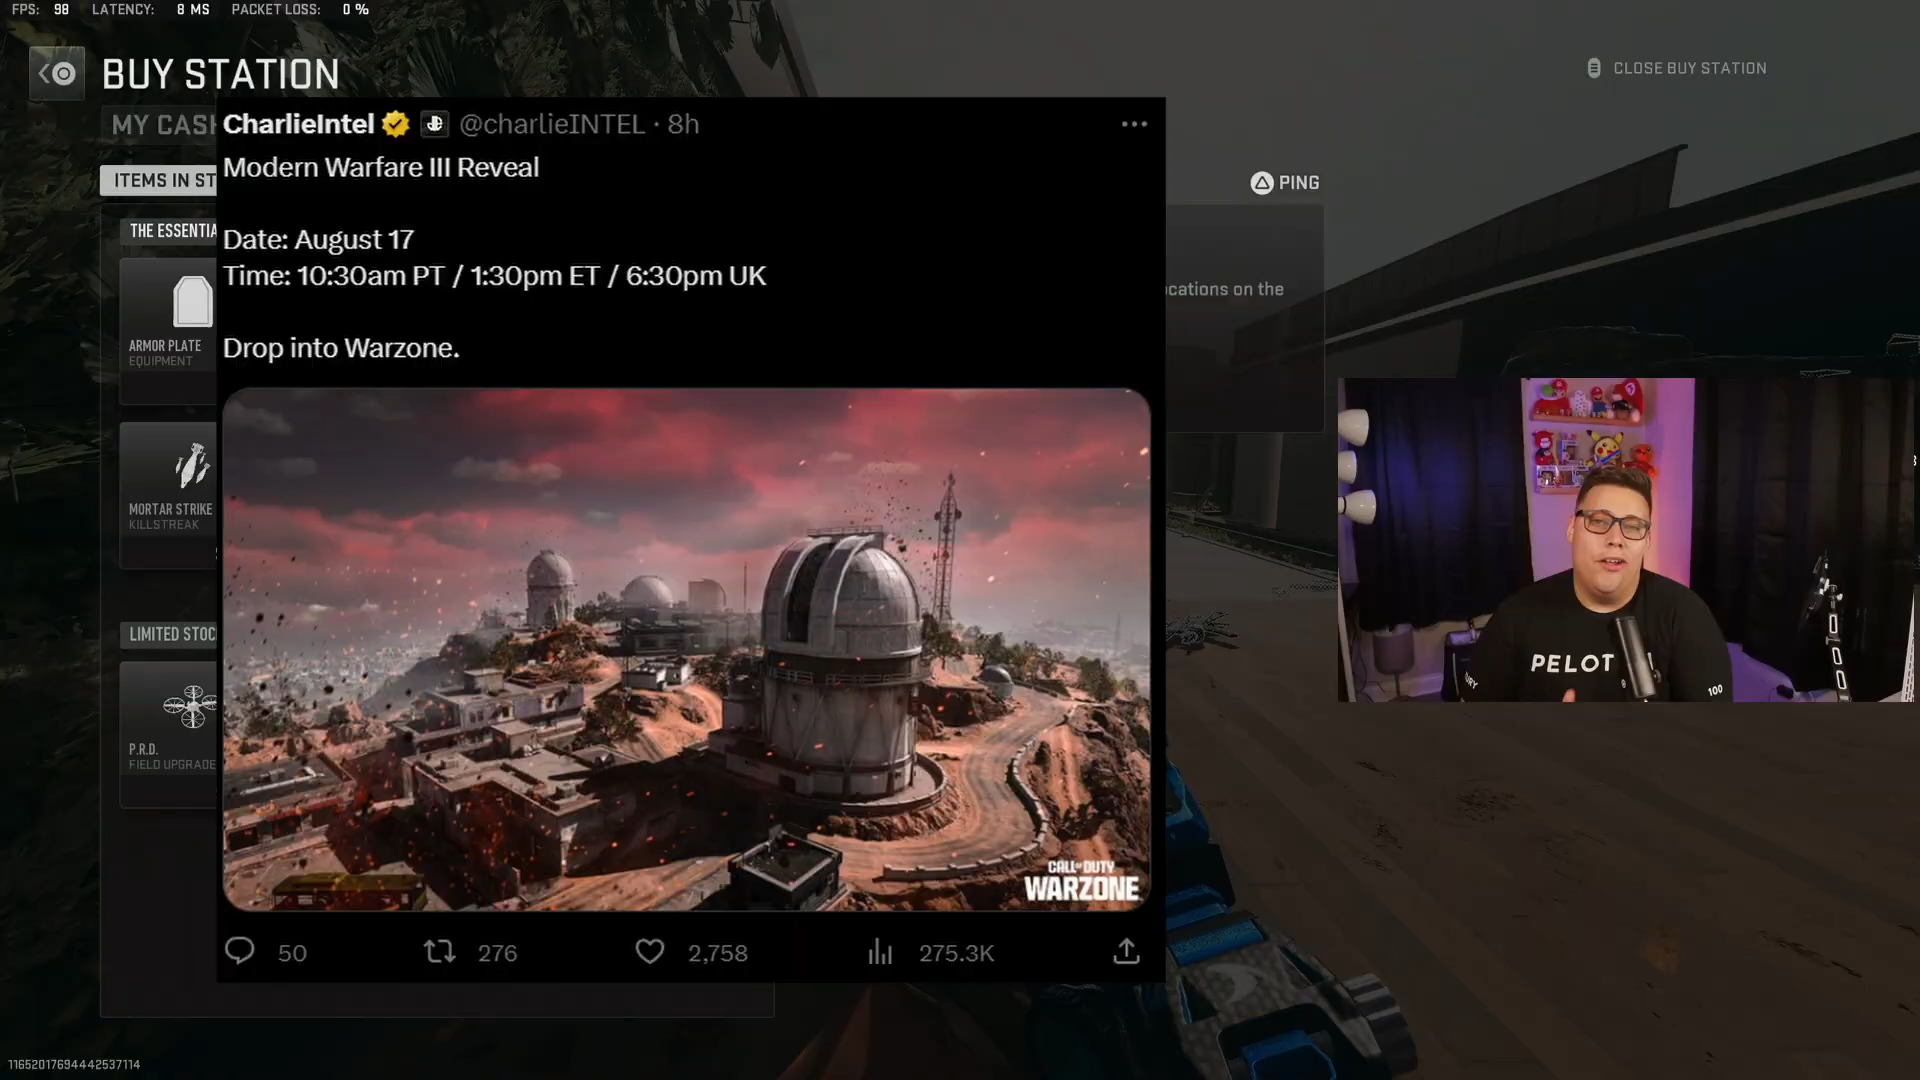 FPS: 98 LATENCY: 8 MS PACKET LOSS: 0 %
BUY STATION
CLOSE BUY STATION
MY CASH
CharlieIntel @charlieINTEL · 8h
Modern Warfare III Reveal
ITEMS IN ST
PING
THE ESSENTIA
Date: August 17
Time: 10:30am PT / 1:30pm ET / 6:30pm UK
cations on the
ARMOR PLATE
EQUIPMENT
Drop into Warzone.
MORTAR STRIKE
KILLSTREAK
LIMITED STOC
PELOT
100
P.R.D.
FIELD UPGRADE
CALL OF DUTY
WARZONE
50 276 2,758 275.3K
11652017694442537114